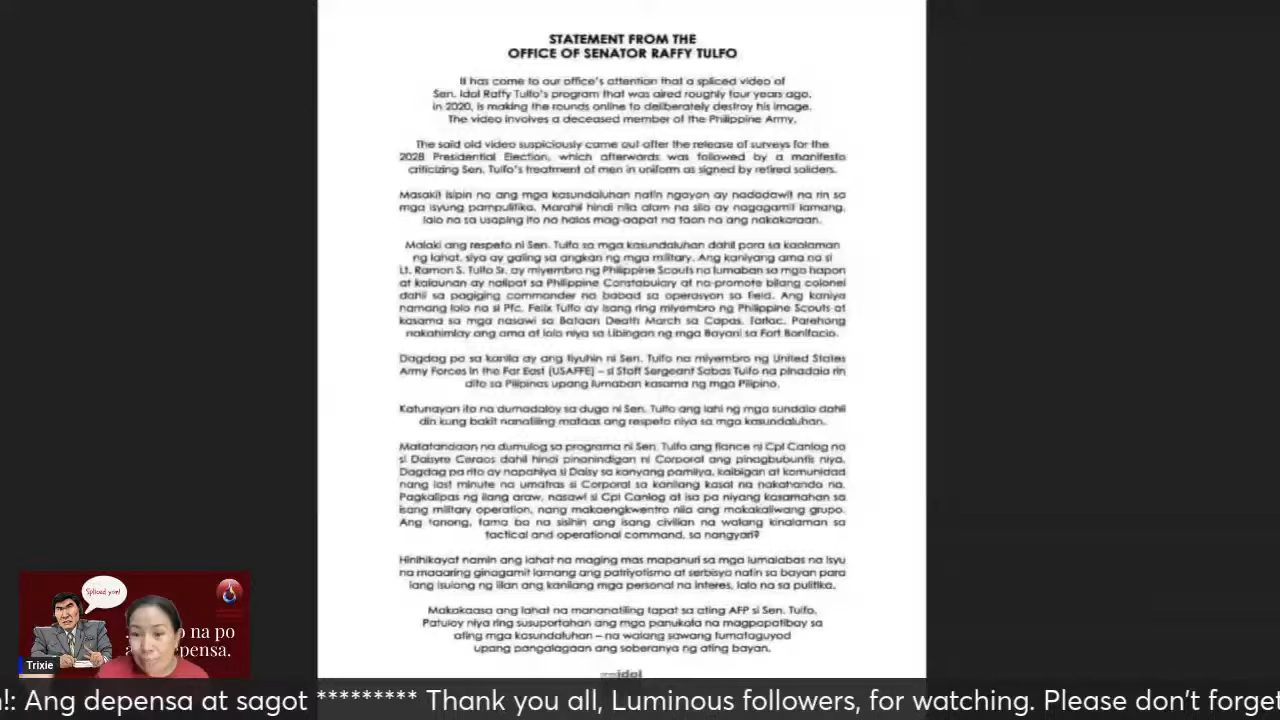 STATEMENT FROM THE
OFFICE OF SENATOR RAFFY TULFO
It has come to our office's attention that a spliced video of
Sen. Idol Raffy Tulfo's program that was aired roughly four years ago,
in 2020, is making the rounds online to deliberately destroy his image.
The video involves a deceased member of the Philippine Army.
The said old video suspiciously came out after the release of surveys for the
2028 Presidential Election, which afterwards was followed by a manifesto
criticizing Sen. Tulfo's treatment of men in uniform as signed by retired soliders.
Masakit isipin na ang mga kasundaluhan natin ngayon ay nadadawit na rin sa
mga isyung pampulitika. Marahil hindi nila alam na sila ay nagagamit lamang,
lalo na sa usaping ito na halos mag-aapat na taon na ang nakakaraan.
Malaki ang respeto ni Sen. Tulfo sa mga kasundaluhan dahil para sa kaalaman
ng lahat, siya ay galing sa angkan ng mga military. Ang kaniyang ama na si
Lt. Ramon S. Tulfo Sr. ay miyembro ng Philippine Scouts na lumaban sa mga hapon
at kalaunan ay nalipat sa Philippine Constabulary at na-promote bilang colonel
dahil sa pagiging commander na babad sa operasyon sa field. Ang kaniya
namang lolo na si Pfc. Felix Tulfo ay isang ring miyembro ng Philippine Scouts at
kasama sa mga nasawi sa Bataan Death March sa Capas, Tarlac. Parehong
nakahimlay ang ama at lolo niya sa Libingan ng mga Bayani sa Fort Bonifacio.
Dagdag pa sa kanila ay ang tiyuhin ni Sen. Tulfo na miyembro ng United States
Army Forces in the Far East (USAFFE) – si Staff Sergeant Sabas Tulfo na pinadala rin
dito sa Pilipinas upang lumaban kasama ng mga Pilipino.
Katunayan ito na dumadaloy sa dugo ni Sen. Tulfo ang lahi ng mga sundalo dahil
din kung bakit nanatiling mataas ang respeto niya sa mga kasundaluhan.
Matatandaan na dumulog sa programa ni Sen. Tulfo ang fiance ni Cpl Canlog na
si Daisyre Ceraos dahil hindi pinanindigan ni Corporal ang pinagbubuntis niya.
Dagdag pa rito ay napahiya si Daisy sa kanyang pamilya, kaibigan at komunidad
nang last minute na umatras si Corporal sa kanilang kasal na nakahanda na.
Pagkalipas ng ilang araw, nasawi si Cpl Canlog at isa pa niyang kasamahan sa
isang military operation, nang makaengkwentro nila ang makakaliwang grupo.
Ang tanong, tama ba na sisihin ang isang civilian na walang kinalaman sa
tactical and operational command, sa nangyari?
Hinihikayat namin ang lahat na maging mas mapanuri sa mga lumalabas na isyu
na maaring ginagamit lamang ang patriyotismo at serbisyo natin sa bayan para
lang isulong ng iilan ang kanilang mga personal na interes, lalo na sa pulitika.
Makakaasa ang lahat na mananatiling tapat sa ating AFP si Sen. Tulfo.
Patuloy niya ring susuportahan ang mga panukala na magpapatibay sa
ating mga kasundaluhan – na walang sawang tumataguyod
upang pangalagaan ang soberanya ng ating bayan.
idol
Spliced yan!
na po
depensa.
Trixie
n!: Ang depensa at sagot ********* Thank you all, Luminous followers, for watching. Please don't forget